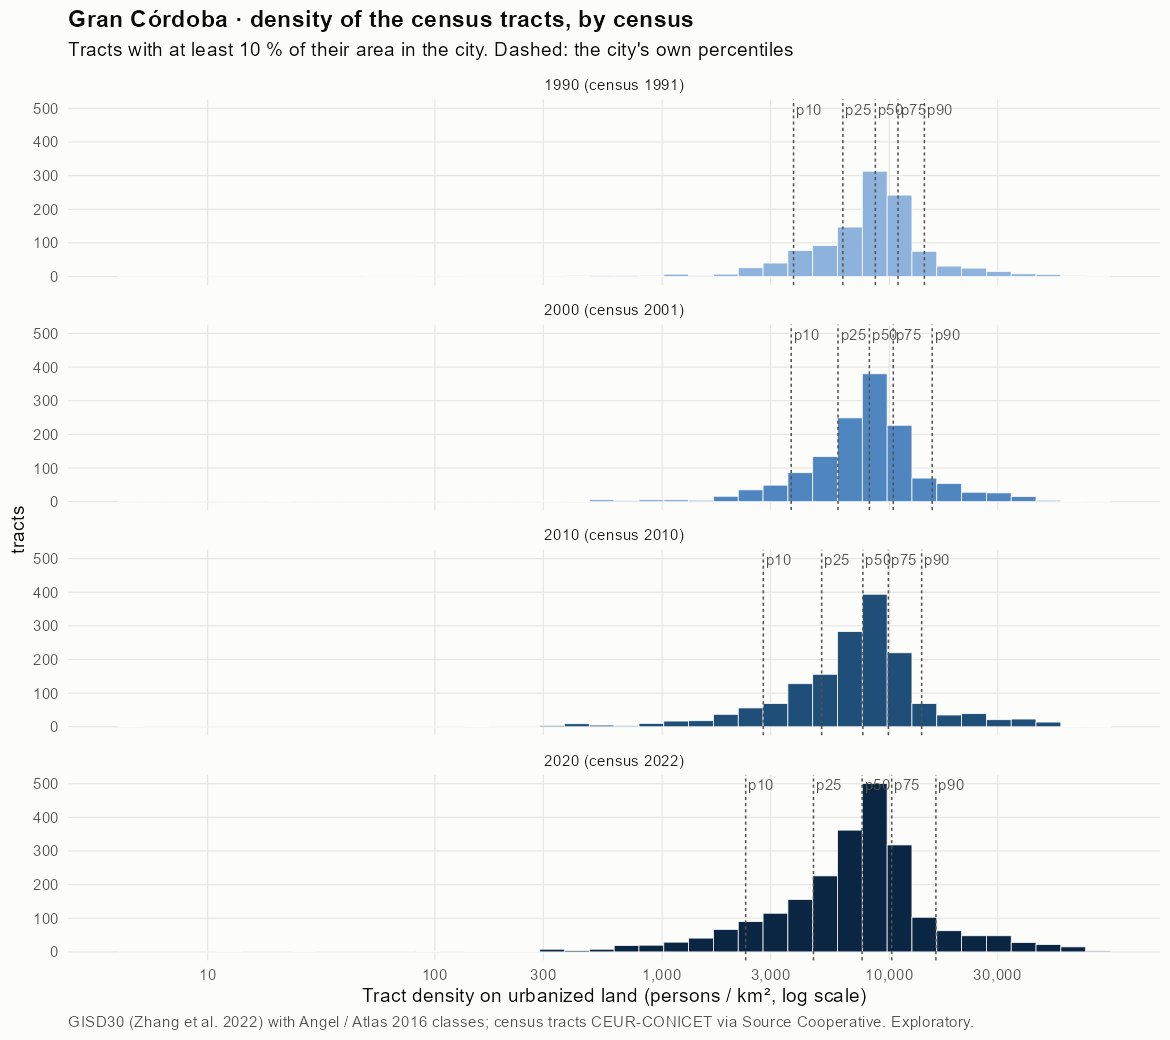 Gran Córdoba · density of the census tracts, by census
Tracts with at least 10 % of their area in the city. Dashed: the city's own percentiles
1990 (census 1991)
500
400
300
200
100
0
p10
p25
p50
p75
p90
2000 (census 2001)
500
400
300
200
100
0
p10
p25
p50
p75
p90
tracts
2010 (census 2010)
500
400
300
200
100
0
p10
p25
p50
p75
p90
2020 (census 2022)
500
400
300
200
100
0
p10
p25
p50
p75
p90
10
100
300
1,000
3,000
10,000
30,000
Tract density on urbanized land (persons / km², log scale)
GISD30 (Zhang et al. 2022) with Angel / Atlas 2016 classes; census tracts CEUR-CONICET via Source Cooperative. Exploratory.